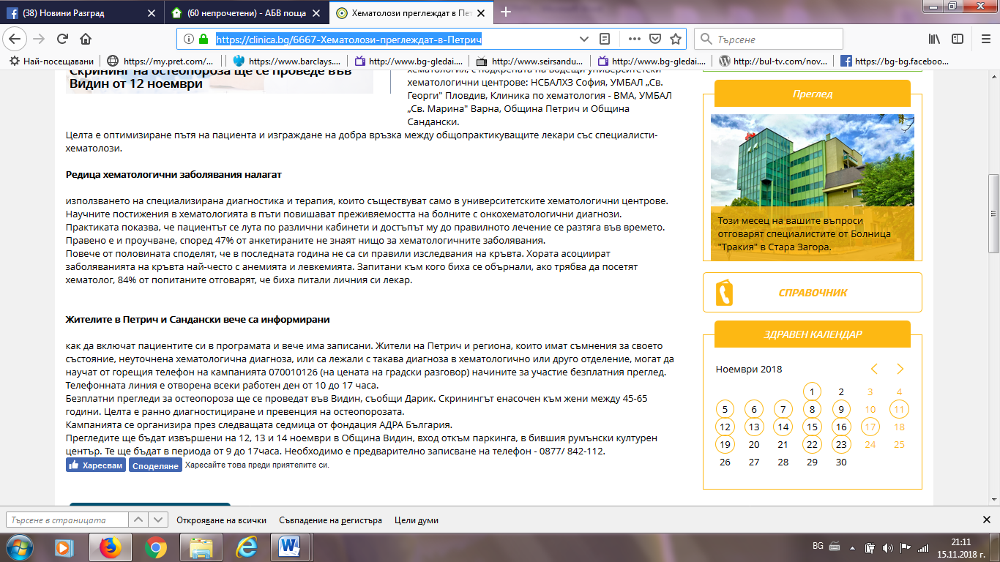 (38) Новини Разград
(60 непрочетени) - АБВ поща
Хематолози преглеждат в Пет
https://clinica.bg/6667-Хематолози-преглеждат-в-Петрич
Търсене
Най-посещавани
https://my.pret.com/...
https://www.barclays....
http://www.bg-gledai....
http://www.seirsandu...
http://www.bg-gledai....
http://bul-tv.com/nov...
https://bg-bg.faceboo...
Скрининг на остеопороза ще се проведе във
Видин от 12 ноември
хематология, с подкрепата на водещи университетски
хематологични центрове: НСБАЛХЗ София, УМБАЛ „Св.
Георги" Пловдив, Клиника по хематология - ВМА, УМБАЛ
„Св. Марина" Варна, Община Петрич и Община
Сандански.
Целта е оптимизиране пътя на пациента и изграждане на добра връзка между общопрактикуващите лекари със специалисти-
хематолози.
Редица хематологични заболявания налагат
използването на специализирана диагностика и терапия, които съществуват само в университетските хематологични центрове.
Научните постижения в хематологията в пъти повишават преживяемостта на болните с онкохематологични диагнози.
Практиката показва, че пациентът се лута по различни кабинети и достъпът му до правилното лечение се разтяга във времето.
Правено е и проучване, според 47% от анкетираните не знаят нищо за хематологичните заболявания.
Повече от половината споделят, че в последната година не са си правили изследвания на кръвта. Хората асоциират
заболяванията на кръвта най-често с анемията и левкемията. Запитани към кого биха се обърнали, ако трябва да посетят
хематолог, 84% от попитаните отговарят, че биха питали личния си лекар.
Жителите в Петрич и Сандански вече са информирани
как да включат пациентите си в програмата и вече има записани. Жители на Петрич и региона, които имат съмнения за своето
състояние, неуточнена хематологична диагноза, или са лежали с такава диагноза в хематологично или друго отделение, могат да
научат от горещия телефон на кампанията 070010126 (на цената на градски разговор) начините за участие безплатния преглед.
Телефонната линия е отворена всеки работен ден от 10 до 17 часа.
Безплатни прегледи за остеопороза ще се проведат във Видин, съобщи Дарик. Скринингът енасочен към жени между 45-65
години. Целта е ранно диагностициране и превенция на остеопорозата.
Кампанията се организира през следващата седмица от фондация АДРА България.
Прегледите ще бъдат извършени на 12, 13 и 14 ноември в Община Видин, вход откъм паркинга, в бившия румънски културен
център. Те ще бъдат в периода от 9 до 17часа. Необходимо е предварително записване на телефон - 0877/ 842-112.
Харесвам
Споделяне
Харесайте това преди приятелите си.
Преглед
Този месец на вашите въпроси
отговарят специалистите от Болница
"Тракия" в Стара Загора.
СПРАВОЧНИК
ЗДРАВЕН КАЛЕНДАР
Ноември 2018
1 2 3 4
5 6 7 8 9 10 11
12 13 14 15 16 17 18
19 20 21 22 23 24 25
26 27 28 29 30
Търсене в страницата
Открояване на всички
Съвпадение на регистъра
Цели думи
BG
21:11
15.11.2018 г.